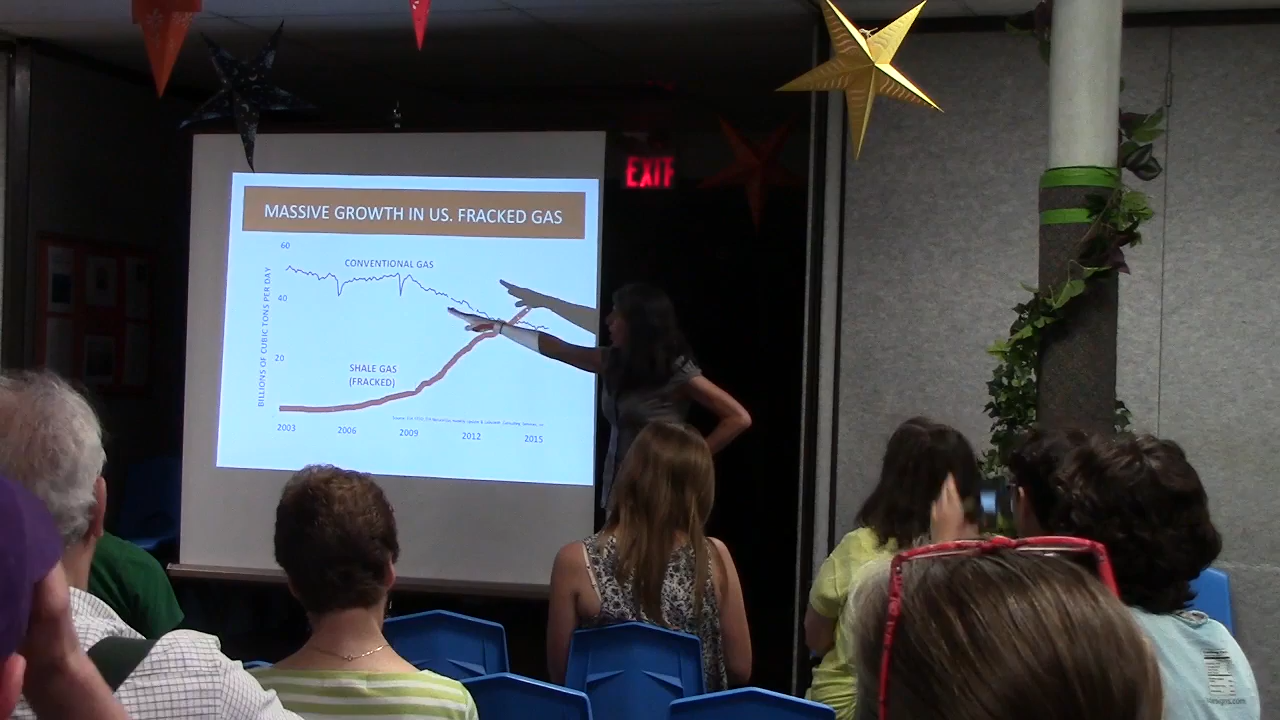 EXIT
MASSIVE GROWTH IN US. FRACKED GAS
60
CONVENTIONAL GAS
BILLIONS OF CUBIC TONS PER DAY
40
20
SHALE GAS
(FRACKED)
2003
2006
2009
2012
2015